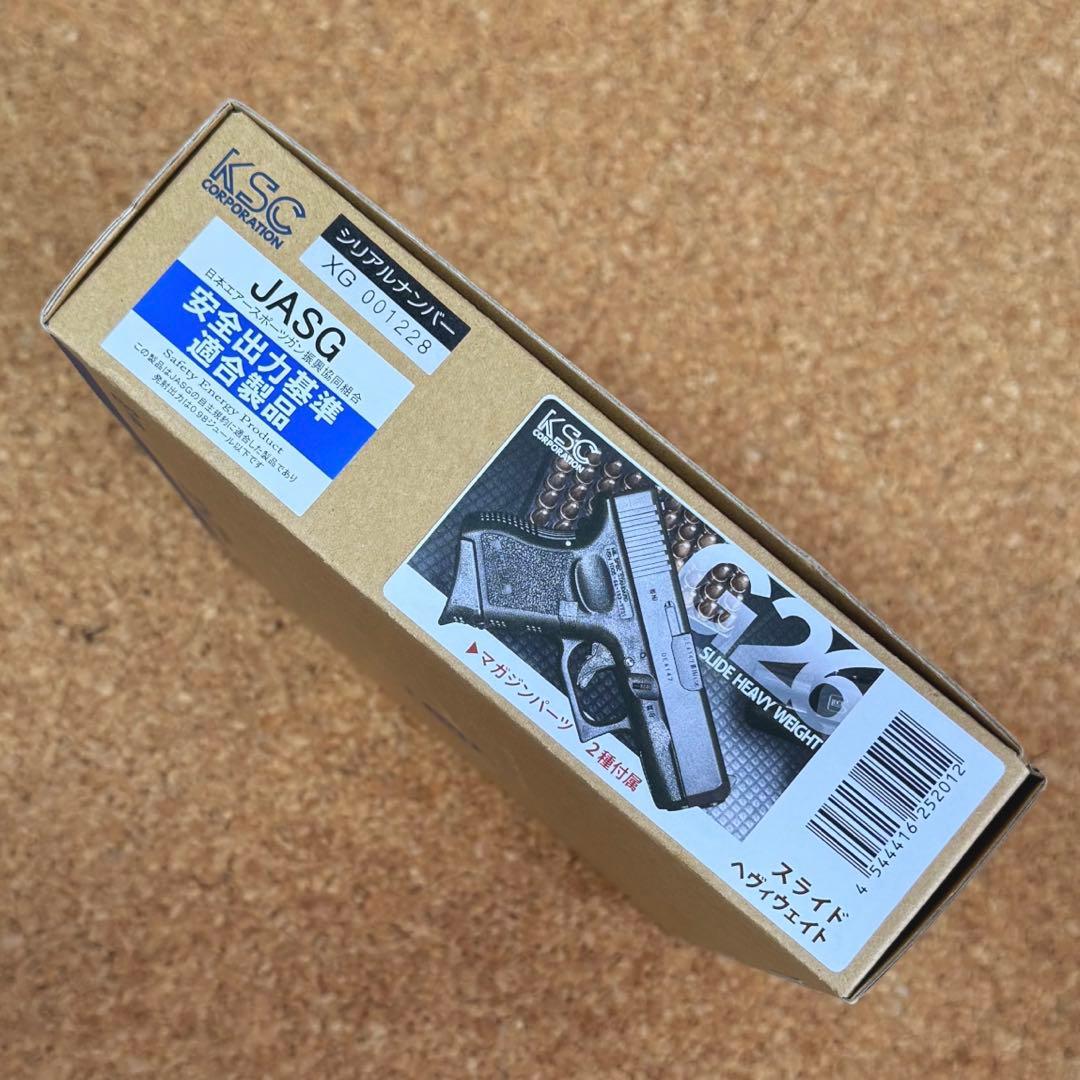 KSC
CORPORATION
シリアルナンバー
XG 001228
JASG
日本エアースポーツガン振興協同組合
安全出力基準
適合製品
Safety Energy Product
この製品はJASGの自主規約に適合した製品であり
発射出力は0.98ジュール以下です
KSC
CORPORATION
G26
SLIDE HEAVY WEIGHT
▶マガジンパーツ 2種付属
スライド
ヘヴィウェイト
4 544416 252012